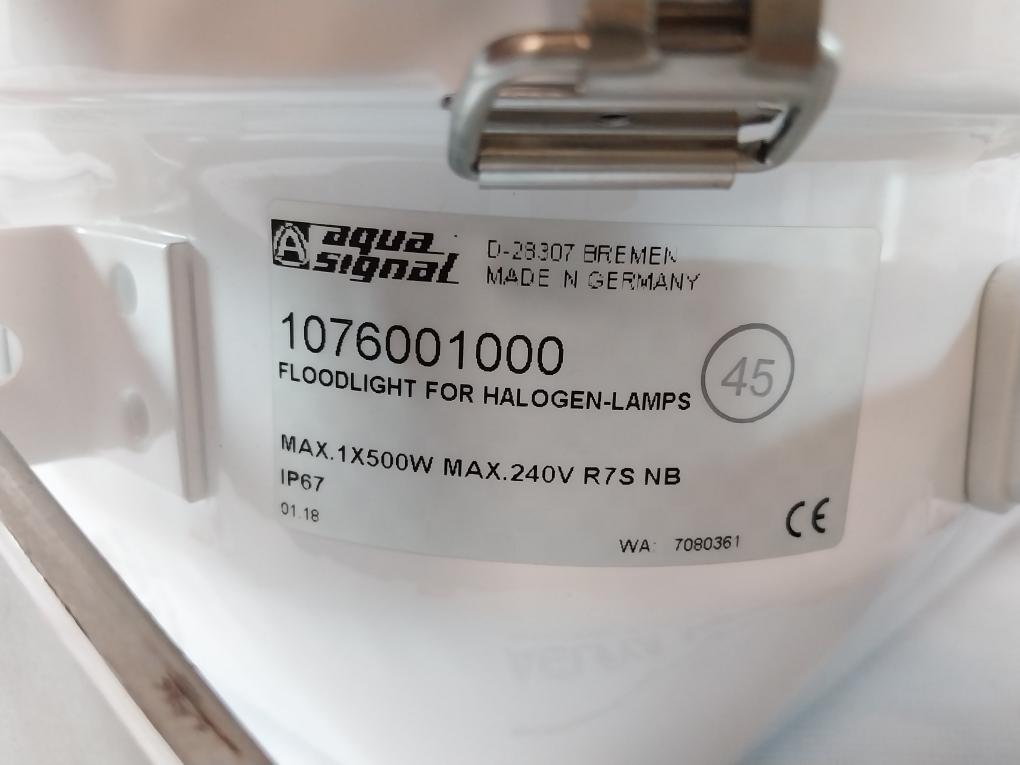 aqua
signal
D-28307 BREMEN
MADE IN GERMANY
1076001000
FLOODLIGHT FOR HALOGEN-LAMPS
45
MAX.1X500W MAX.240V R7S NB
IP67
01.18
WA: 7080361
CE